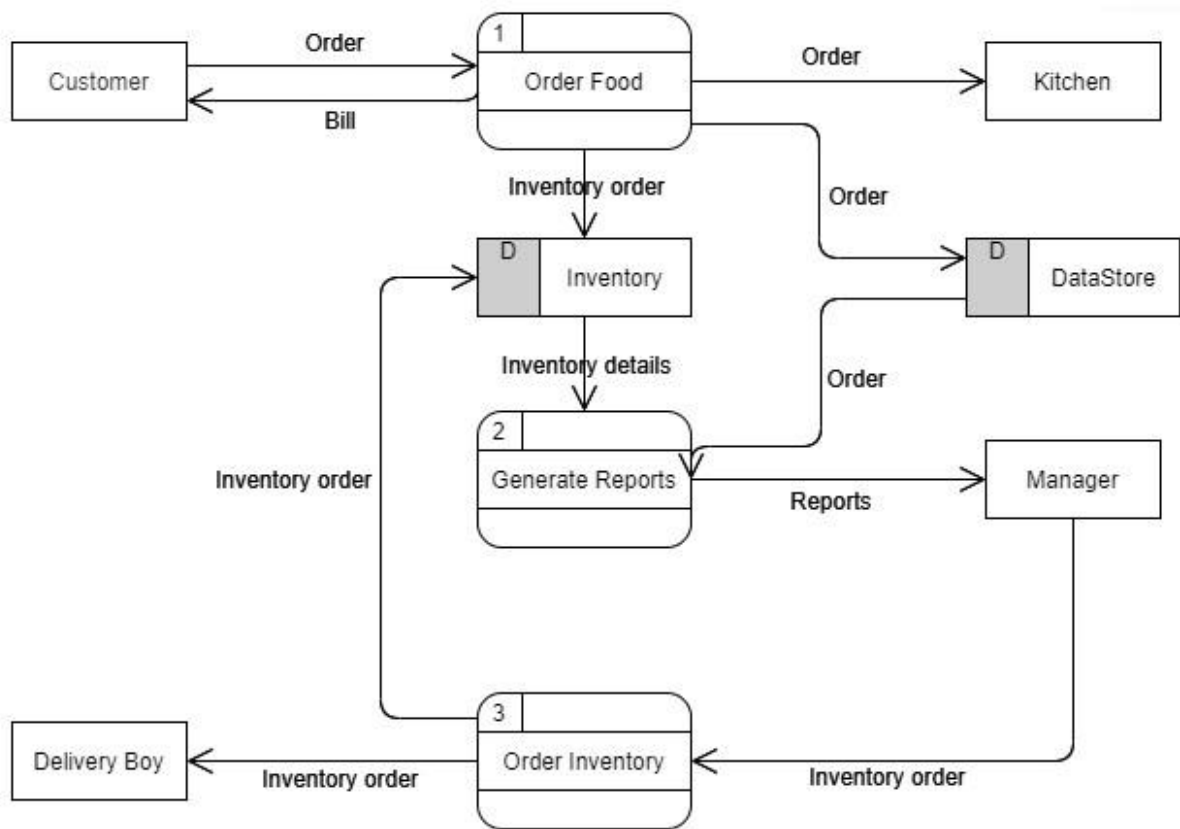 1
Order
Customer
Order Food
Order
Kitchen
Bill
Inventory order
Order
D
Inventory
D
DataStore
Inventory details
Order
2
Inventory order
Generate Reports
Manager
Reports
3
Delivery Boy
Order Inventory
Inventory order
Inventory order